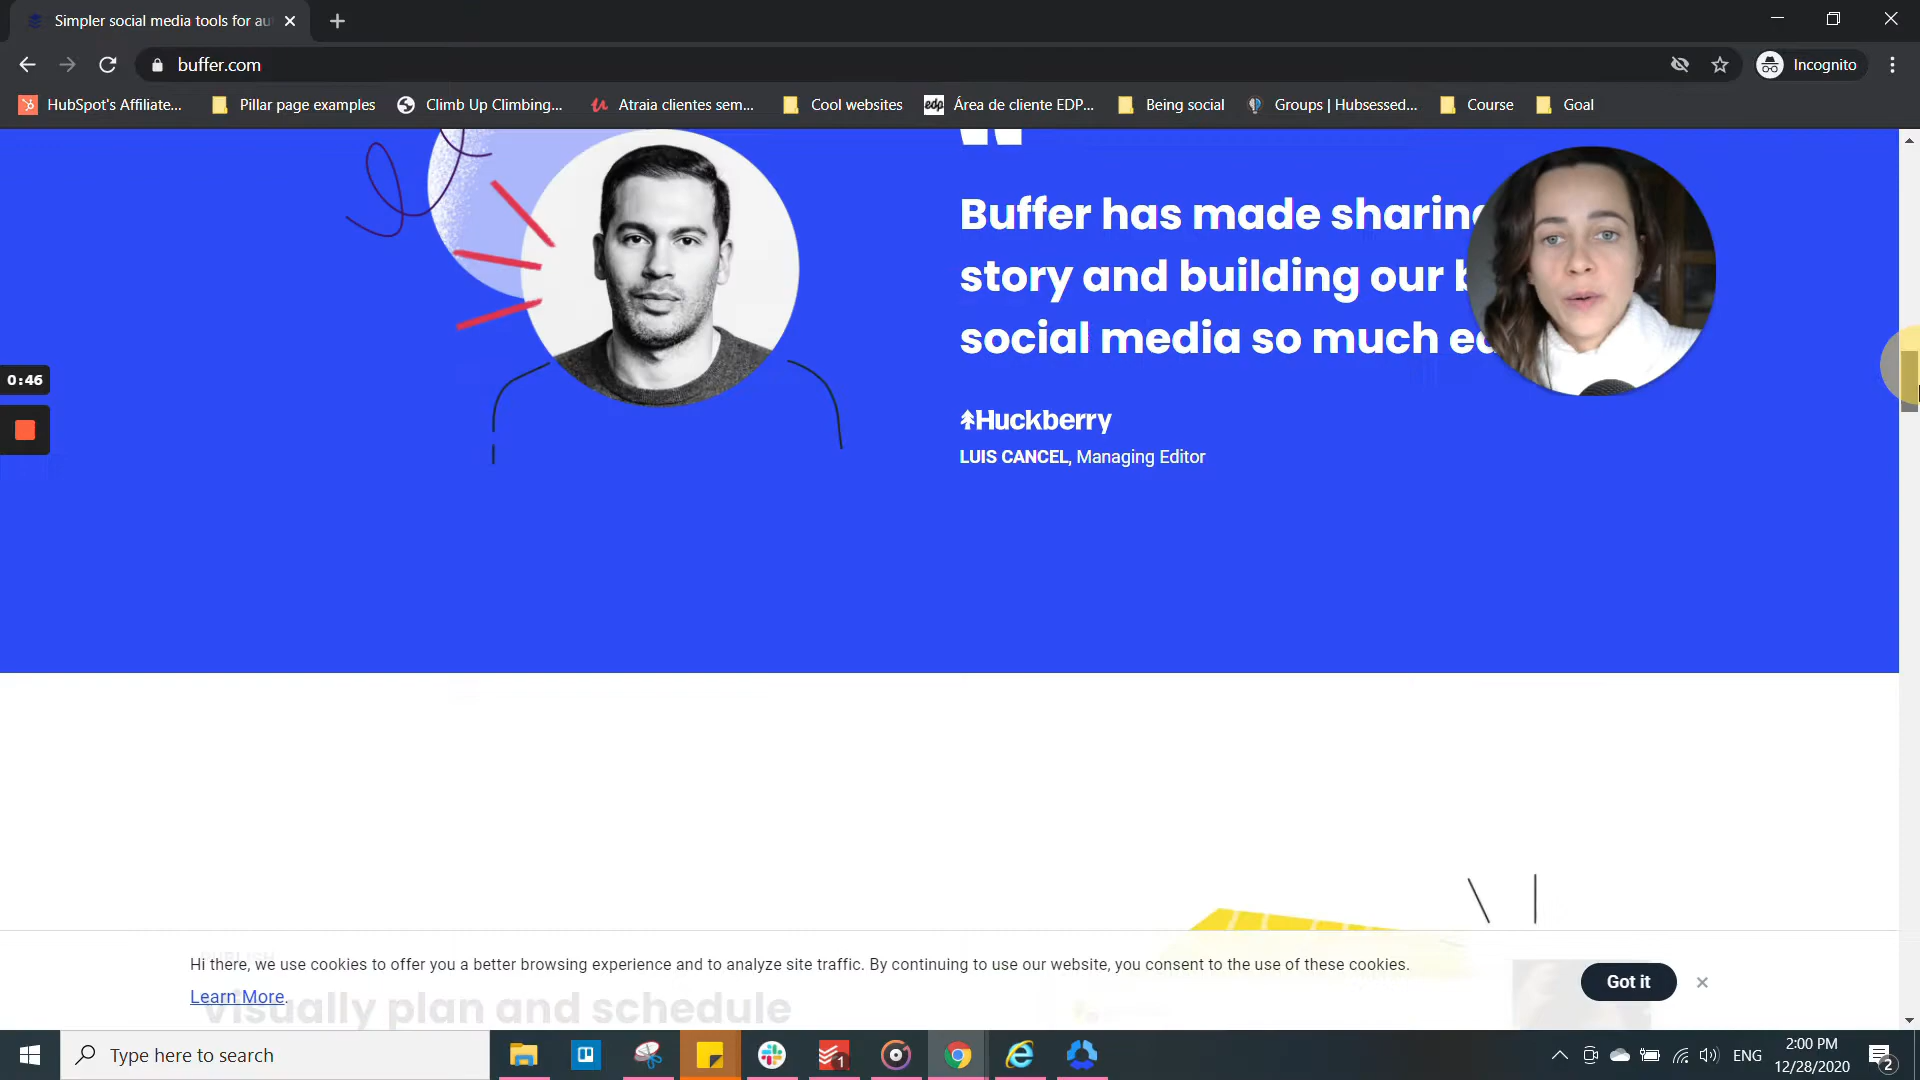 Simpler social media tools for au
buffer.com
Incognito
HubSpot's Affiliate...
Pillar page examples
Climb Up Climbing...
Atraia clientes sem...
Cool websites
edp
Área de cliente EDP...
Being social
Groups | Hubsessed...
Course
Goal
Buffer has made sharing
story and building our b
social media so much ea
Huckberry
LUIS CANCEL, Managing Editor
0:46
Hi there, we use cookies to offer you a better browsing experience and to analyze site traffic. By continuing to use our website, you consent to the use of these cookies.
Learn More.
Got it
visually plan and schedule
Type here to search
1
ENG
2:00 PM
12/28/2020
2